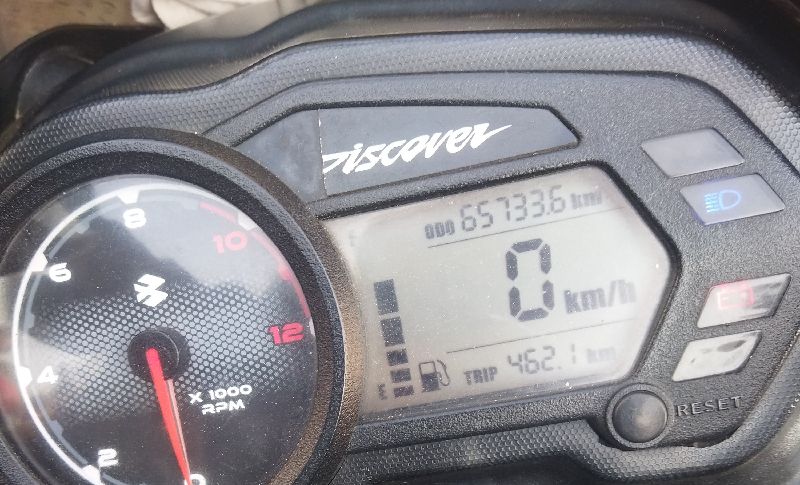 Discover
ODO 65733.6 km
0 km/h
E
TRIP 462.1 km
RESET
0
2
4
6
8
10
12
X 1000
RPM